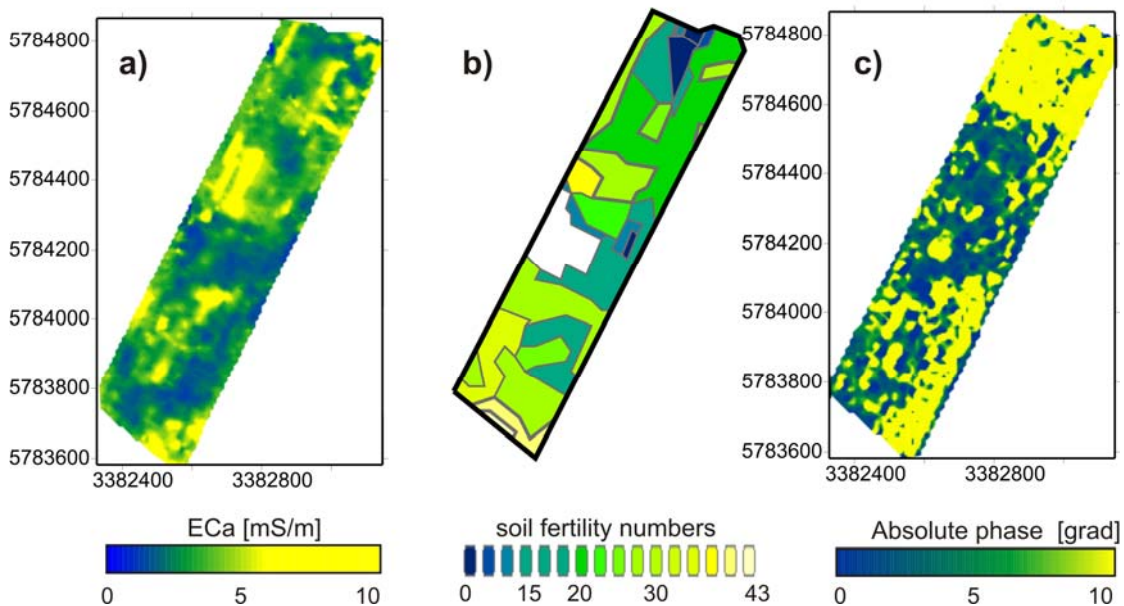 a)
5784800
5784600
5784400
5784200
5784000
5783800
5783600
3382400 3382800
ECa [mS/m]
0 5 10
b)
soil fertility numbers
0 15 20 30 43
c)
5784800
5784600
5784400
5784200
5784000
5783800
5783600
3382400 3382800
Absolute phase [grad]
0 5 10